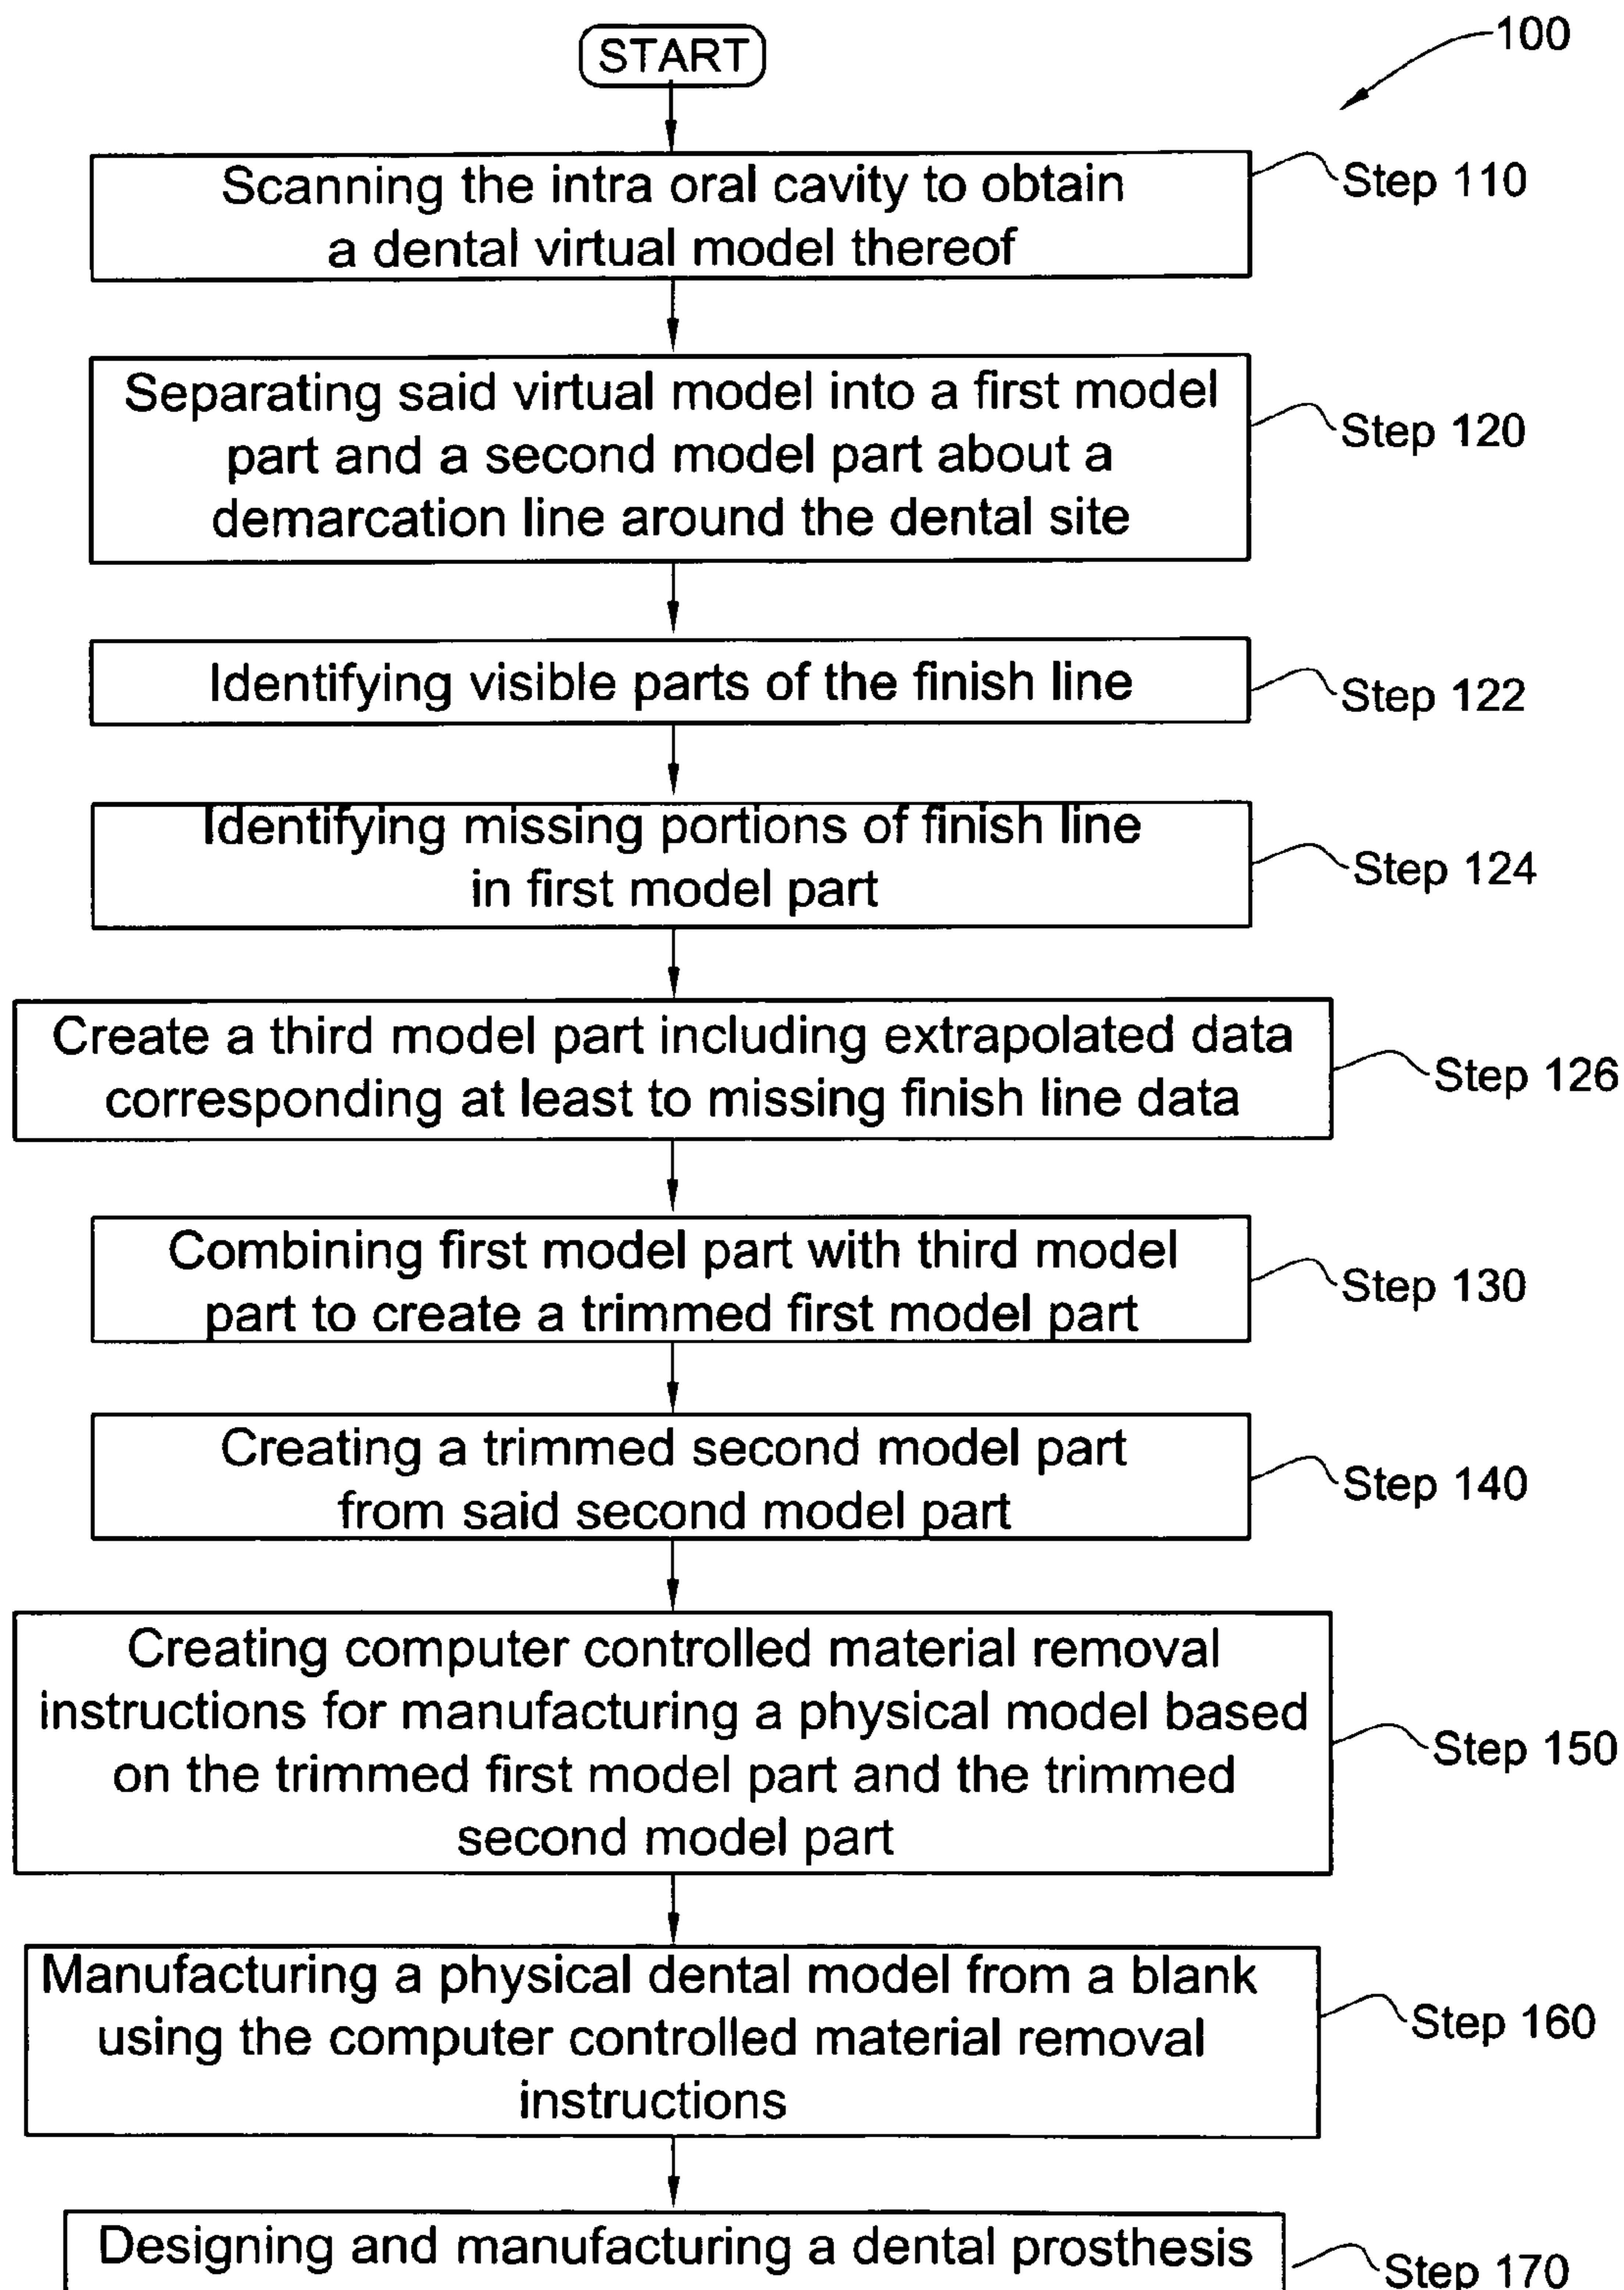 100
START
Scanning the intra oral cavity to obtain
a dental virtual model thereof
Step 110
Separating said virtual model into a first model
part and a second model part about a
demarcation line around the dental site
Step 120
Identifying visible parts of the finish line
Step 122
Identifying missing portions of finish line
in first model part
Step 124
Create a third model part including extrapolated data
corresponding at least to missing finish line data
Step 126
Combining first model part with third model
part to create a trimmed first model part
Step 130
Creating a trimmed second model part
from said second model part
Step 140
Creating computer controlled material removal
instructions for manufacturing a physical model based
on the trimmed first model part and the trimmed
second model part
Step 150
Manufacturing a physical dental model from a blank
using the computer controlled material removal
instructions
Step 160
Designing and manufacturing a dental prosthesis
Step 170